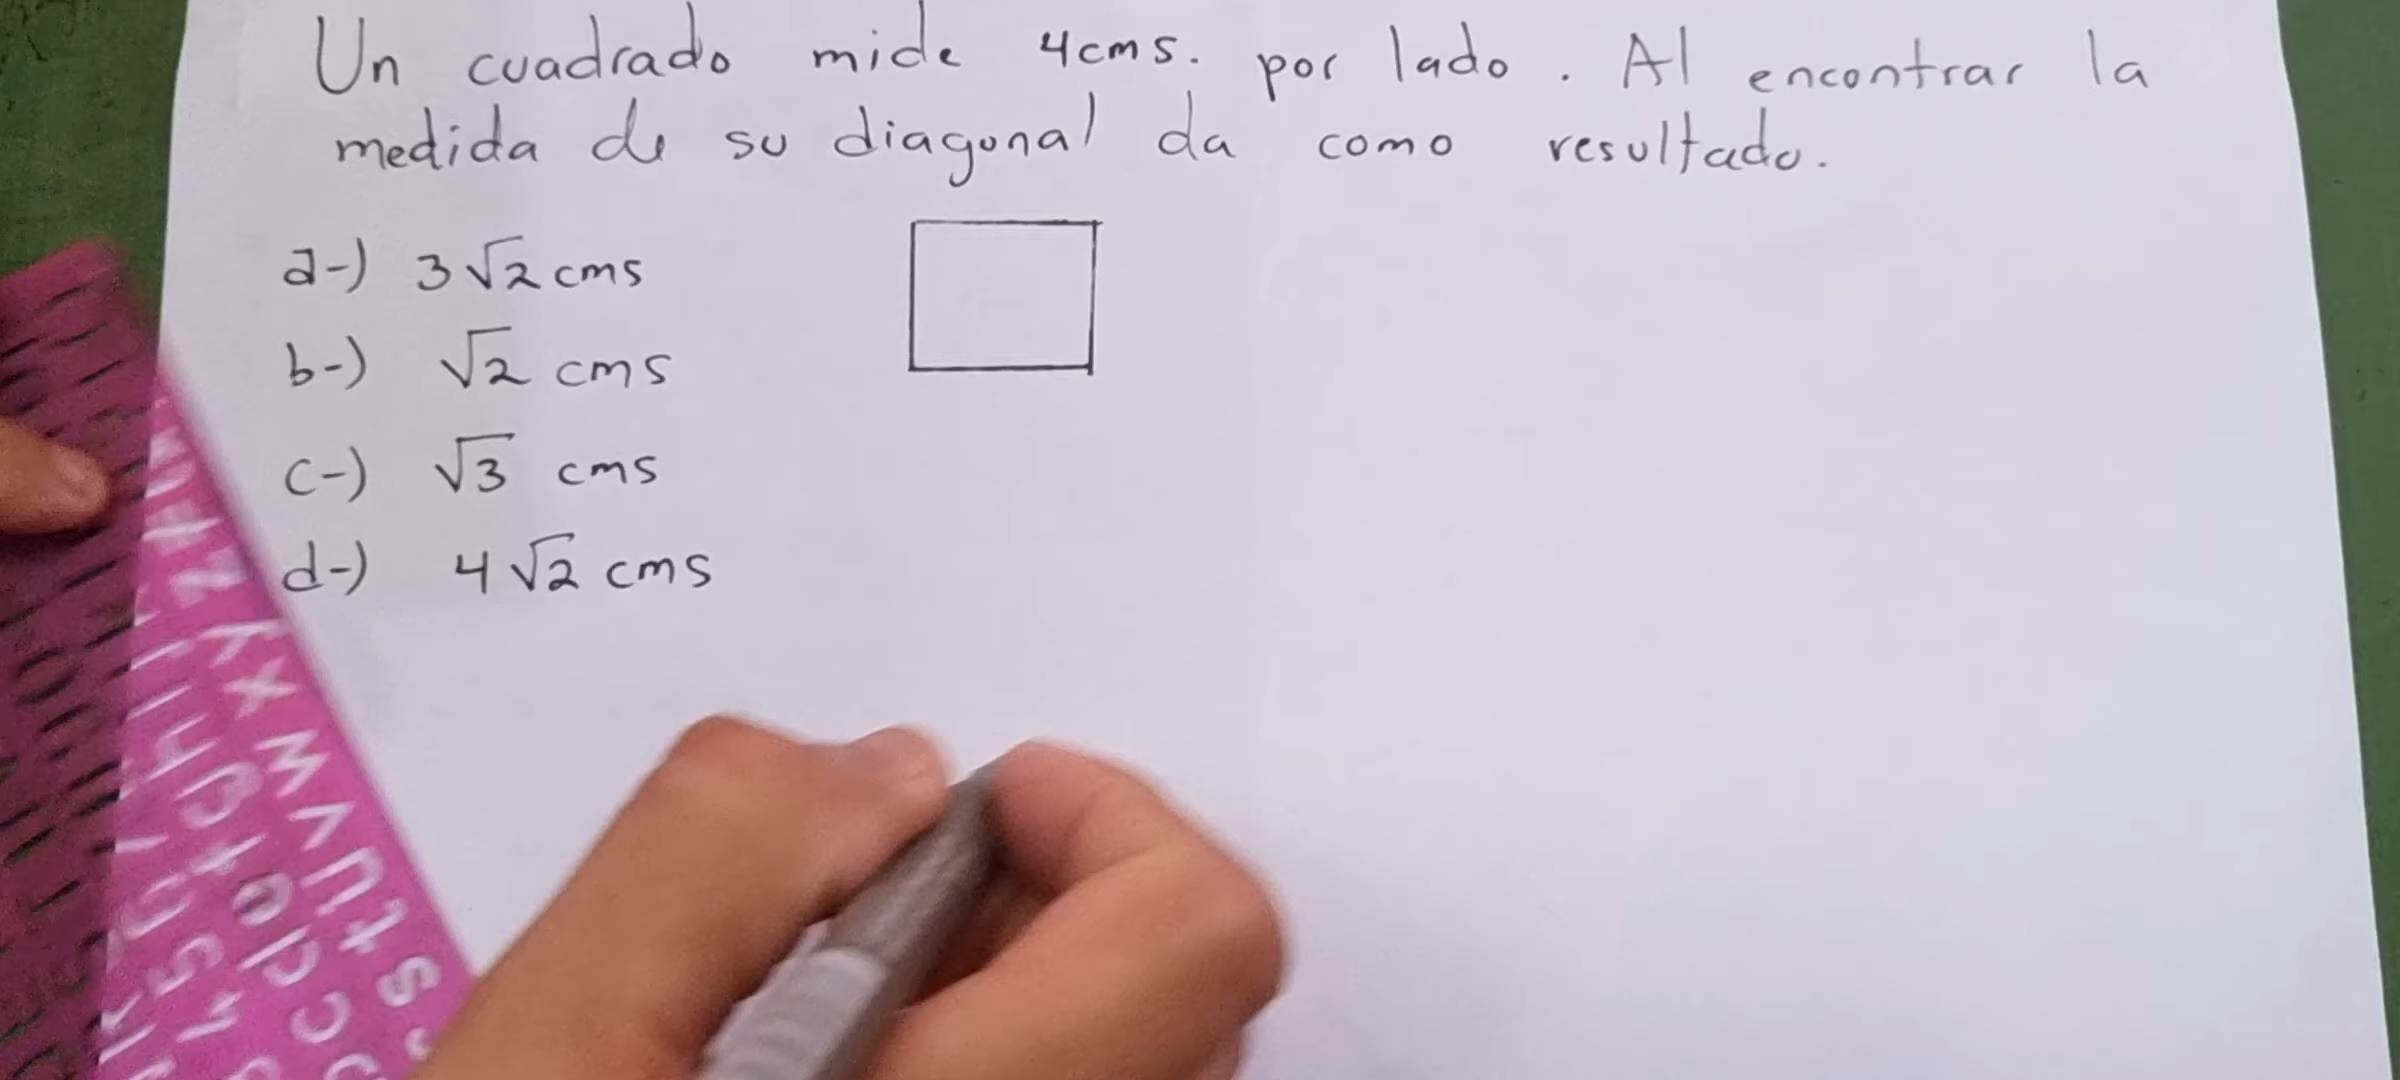 Un cuadrado mide 4cms. por lado. Al encontrar la
medida de su diagonal da como resultado.
a-) 3√2 cms
b-) √2 cms
c-) √3 cms
d-) 4√2 cms